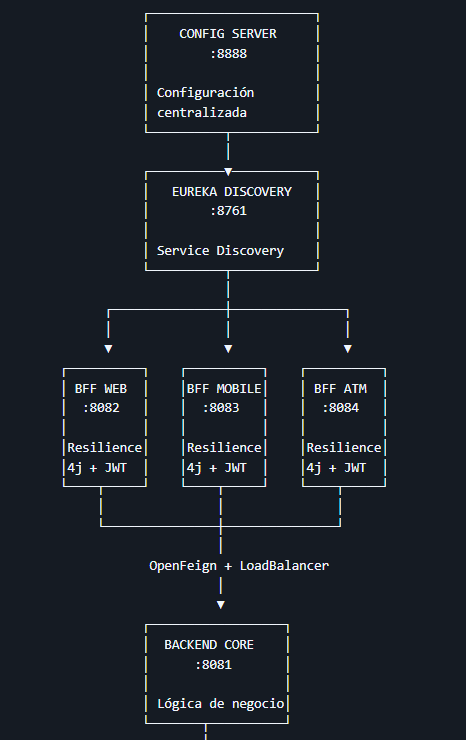 CONFIG SERVER
:8888
Configuración
centralizada
EUREKA DISCOVERY
:8761
Service Discovery
BFF WEB BFF MOBILE BFF ATM
:8082 :8083 :8084
Resilience Resilience Resilience
4j + JWT 4j + JWT 4j + JWT
OpenFeign + LoadBalancer
BACKEND CORE
:8081
Lógica de negocio